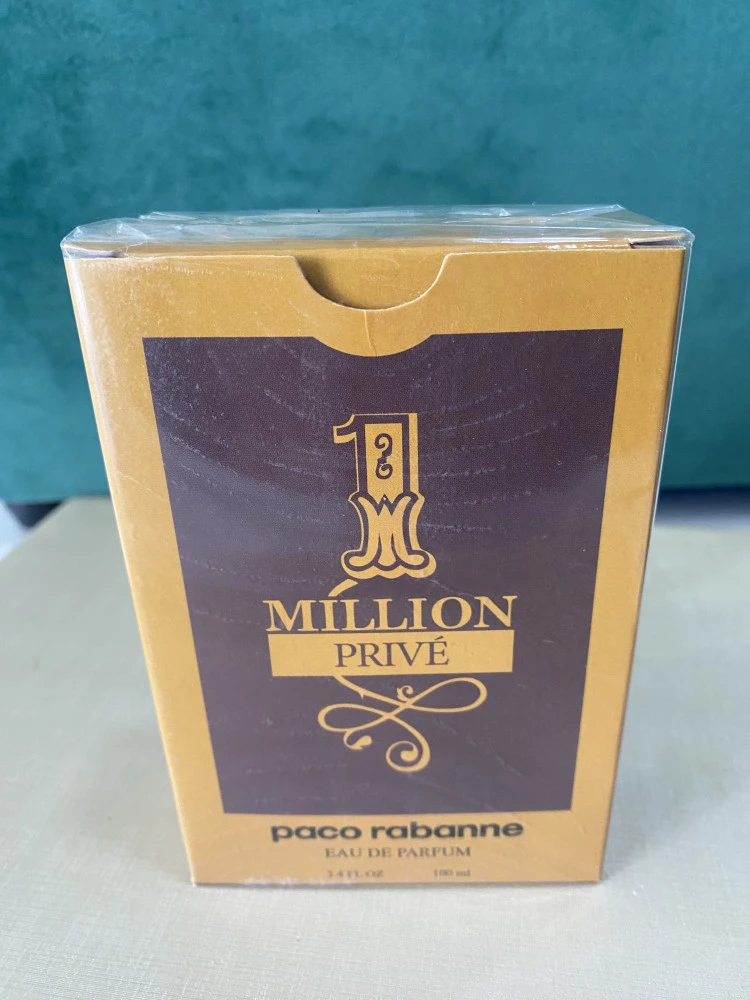 1
MILLION
PRIVÉ
paco rabanne
EAU DE PARFUM
3.4 FL OZ 100 ml